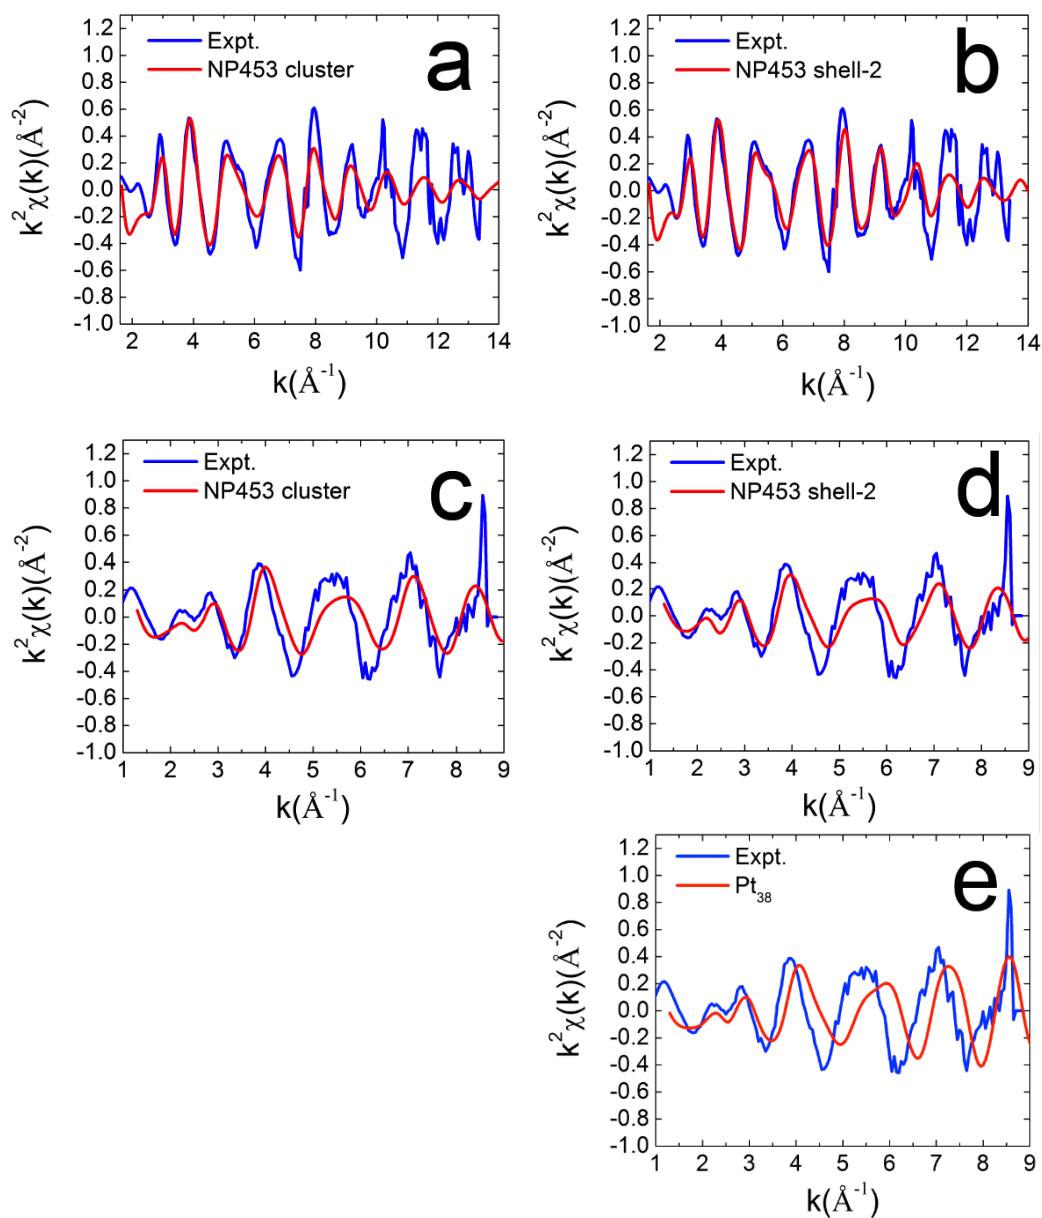 Expt.
NP453 cluster
a
1.2
1.0
0.8
0.6
0.4
0.2
0.0
-0.2
-0.4
-0.6
-0.8
-1.0
k²χ(k)(Å⁻²)
2 4 6 8 10 12 14
k(Å⁻¹)
Expt.
NP453 shell-2
b
1.2
1.0
0.8
0.6
0.4
0.2
0.0
-0.2
-0.4
-0.6
-0.8
-1.0
k²χ(k)(Å⁻²)
2 4 6 8 10 12 14
k(Å⁻¹)
Expt.
NP453 cluster
c
1.2
1.0
0.8
0.6
0.4
0.2
0.0
-0.2
-0.4
-0.6
-0.8
-1.0
k²χ(k)(Å⁻²)
1 2 3 4 5 6 7 8 9
k(Å⁻¹)
Expt.
NP453 shell-2
d
1.2
1.0
0.8
0.6
0.4
0.2
0.0
-0.2
-0.4
-0.6
-0.8
-1.0
k²χ(k)(Å⁻²)
1 2 3 4 5 6 7 8 9
k(Å⁻¹)
Expt.
Pt₃₈
e
1.2
1.0
0.8
0.6
0.4
0.2
0.0
-0.2
-0.4
-0.6
-0.8
-1.0
k²χ(k)(Å⁻²)
1 2 3 4 5 6 7 8 9
k(Å⁻¹)